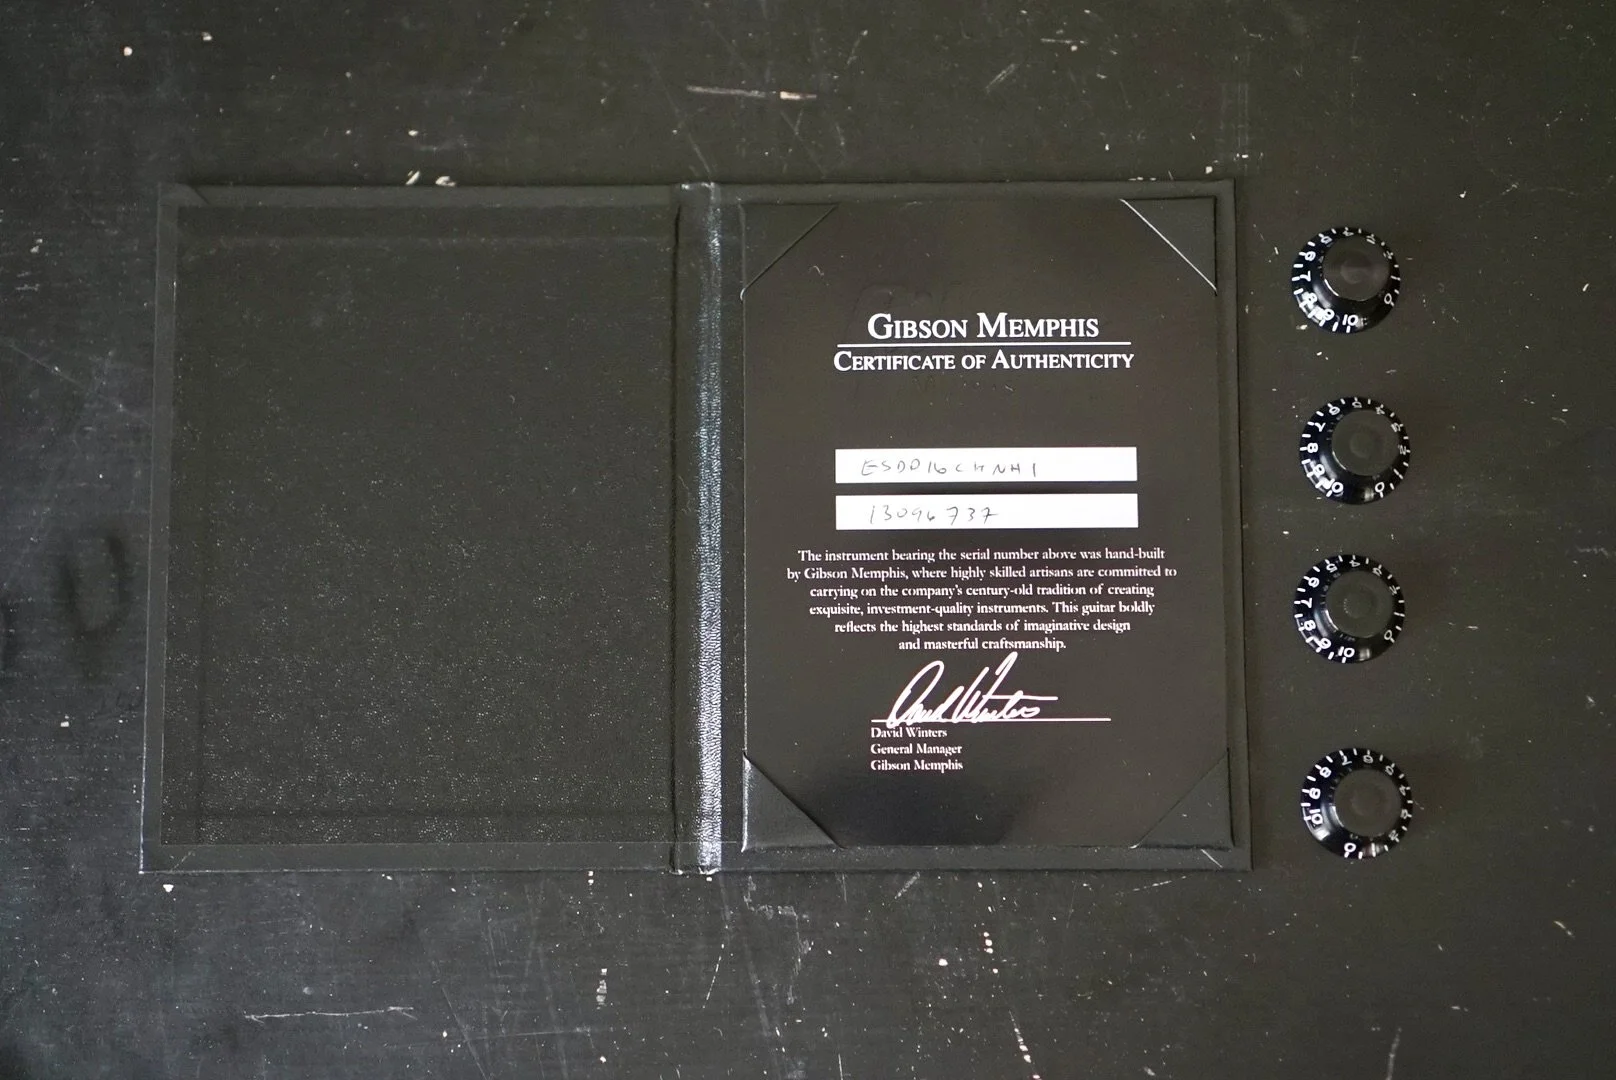 GIBSON MEMPHIS
CERTIFICATE OF AUTHENTICITY
ESDD16CHNH1
13096737
The instrument bearing the serial number above was hand-built
by Gibson Memphis, where highly skilled artisans are committed to
carrying on the company's century-old tradition of creating
exquisite, investment-quality instruments. This guitar boldly
reflects the highest standards of imaginative design
and masterful craftsmanship.
David Winters
David Winters
General Manager
Gibson Memphis